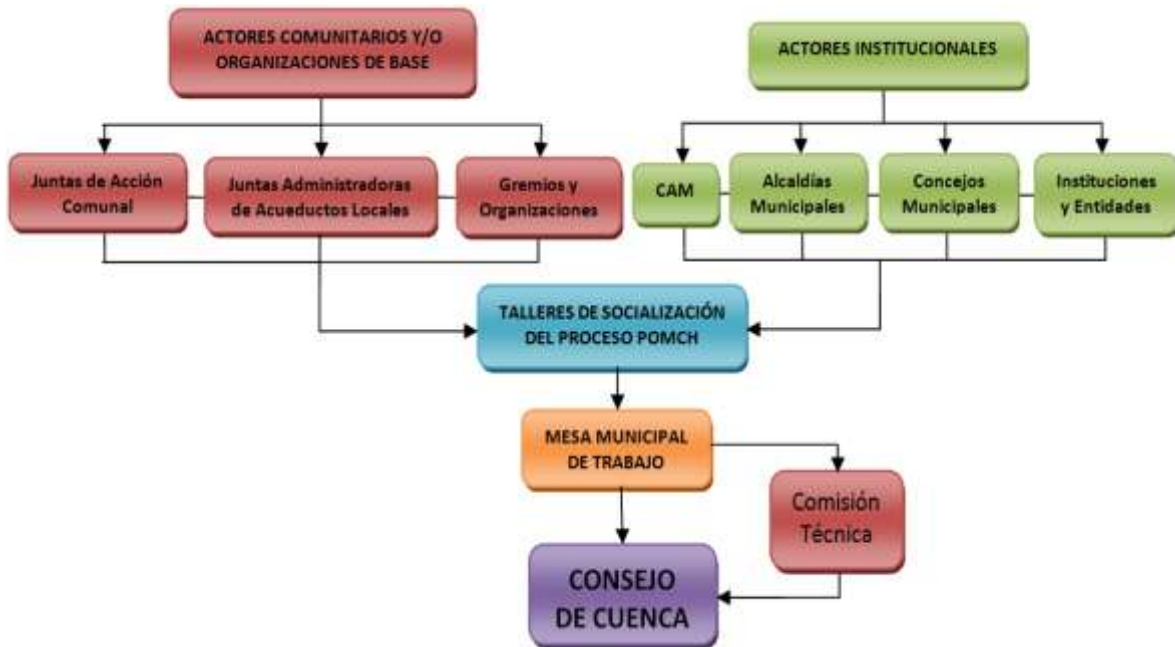 ACTORES COMUNITARIOS Y/O
ORGANIZACIONES DE BASE
ACTORES INSTITUCIONALES
Juntas de Acción
Comunal
Juntas Administradoras
de Acueductos Locales
Gremios y
Organizaciones
CAM
Alcaldías
Municipales
Concejos
Municipales
Instituciones
y Entidades
TALLERES DE SOCIALIZACIÓN
DEL PROCESO POMCH
MESA MUNICIPAL
DE TRABAJO
Comisión
Técnica
CONSEJO
DE CUENCA